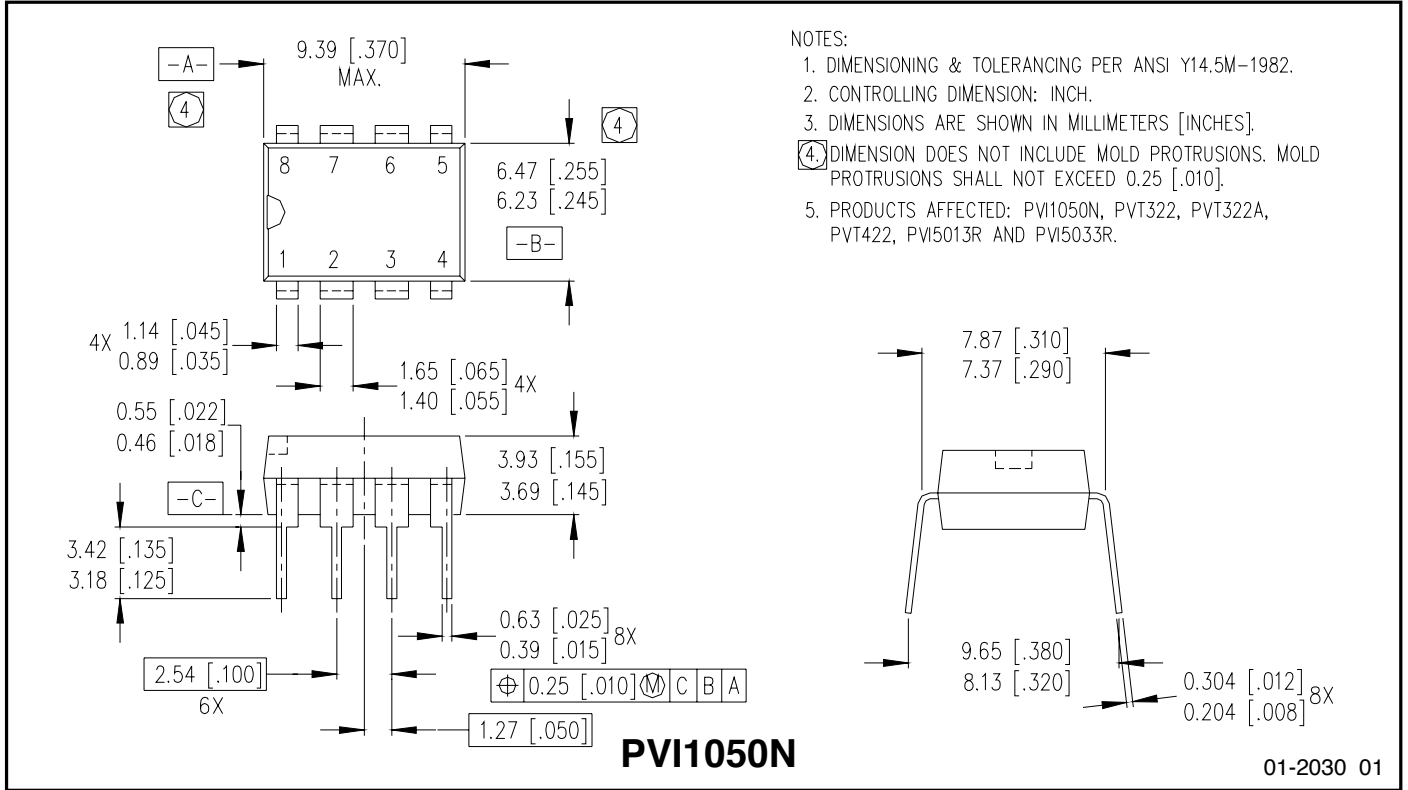 9.39 [.370]
MAX.
-A-
4
4
8 7 6 5
1 2 3 4
6.47 [.255]
6.23 [.245]
-B-
NOTES:
1. DIMENSIONING & TOLERANCING PER ANSI Y14.5M-1982.
2. CONTROLLING DIMENSION: INCH.
3. DIMENSIONS ARE SHOWN IN MILLIMETERS [INCHES].
4. DIMENSION DOES NOT INCLUDE MOLD PROTRUSIONS. MOLD
PROTRUSIONS SHALL NOT EXCEED 0.25 [.010].
5. PRODUCTS AFFECTED: PVI1050N, PVT322, PVT322A,
PVT422, PVI5013R AND PVI5033R.
4X 1.14 [.045]
0.89 [.035]
1.65 [.065] 4X
1.40 [.055]
0.55 [.022]
0.46 [.018]
3.93 [.155]
3.69 [.145]
-C-
3.42 [.135]
3.18 [.125]
0.63 [.025] 8X
0.39 [.015]
⌖ 0.25 [.010] Ⓜ C B A
2.54 [.100]
6X
1.27 [.050]
7.87 [.310]
7.37 [.290]
9.65 [.380]
8.13 [.320]
0.304 [.012] 8X
0.204 [.008]
PVI1050N
01-2030 01